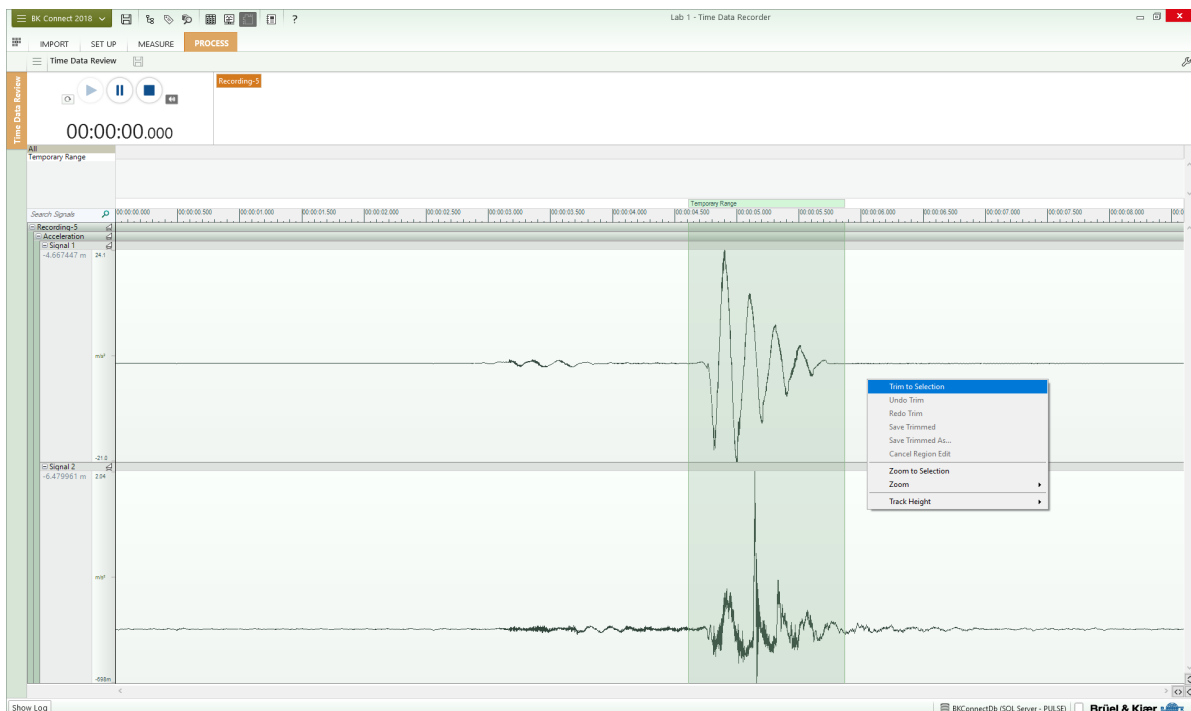 BK Connect 2018
?
Lab 1 - Time Data Recorder
IMPORT SET UP MEASURE PROCESS
Time Data Review
Time Data Review
Recording-5
00:00:00.000
All
Temporary Range
Temporary Range
Search Signals
00:00:00.000 00:00:00.500 00:00:01.000 00:00:01.500 00:00:02.000 00:00:02.500 00:00:03.000 00:00:03.500 00:00:04.000 00:00:04.500 00:00:05.000 00:00:05.500 00:00:06.000 00:00:06.500 00:00:07.000 00:00:07.500 00:00:08.000
Recording-5
Acceleration
Signal 1
-4.667447 m 24.1
m/s²
-21.0
Trim to Selection
Undo Trim
Redo Trim
Save Trimmed
Save Trimmed As...
Cancel Region Edit
Zoom to Selection
Zoom
Track Height
Signal 2
-6.479961 m 2.04
m/s²
-698m
Show Log
BKConnectDb (SQL Server - PULSE)
Brüel & Kjær